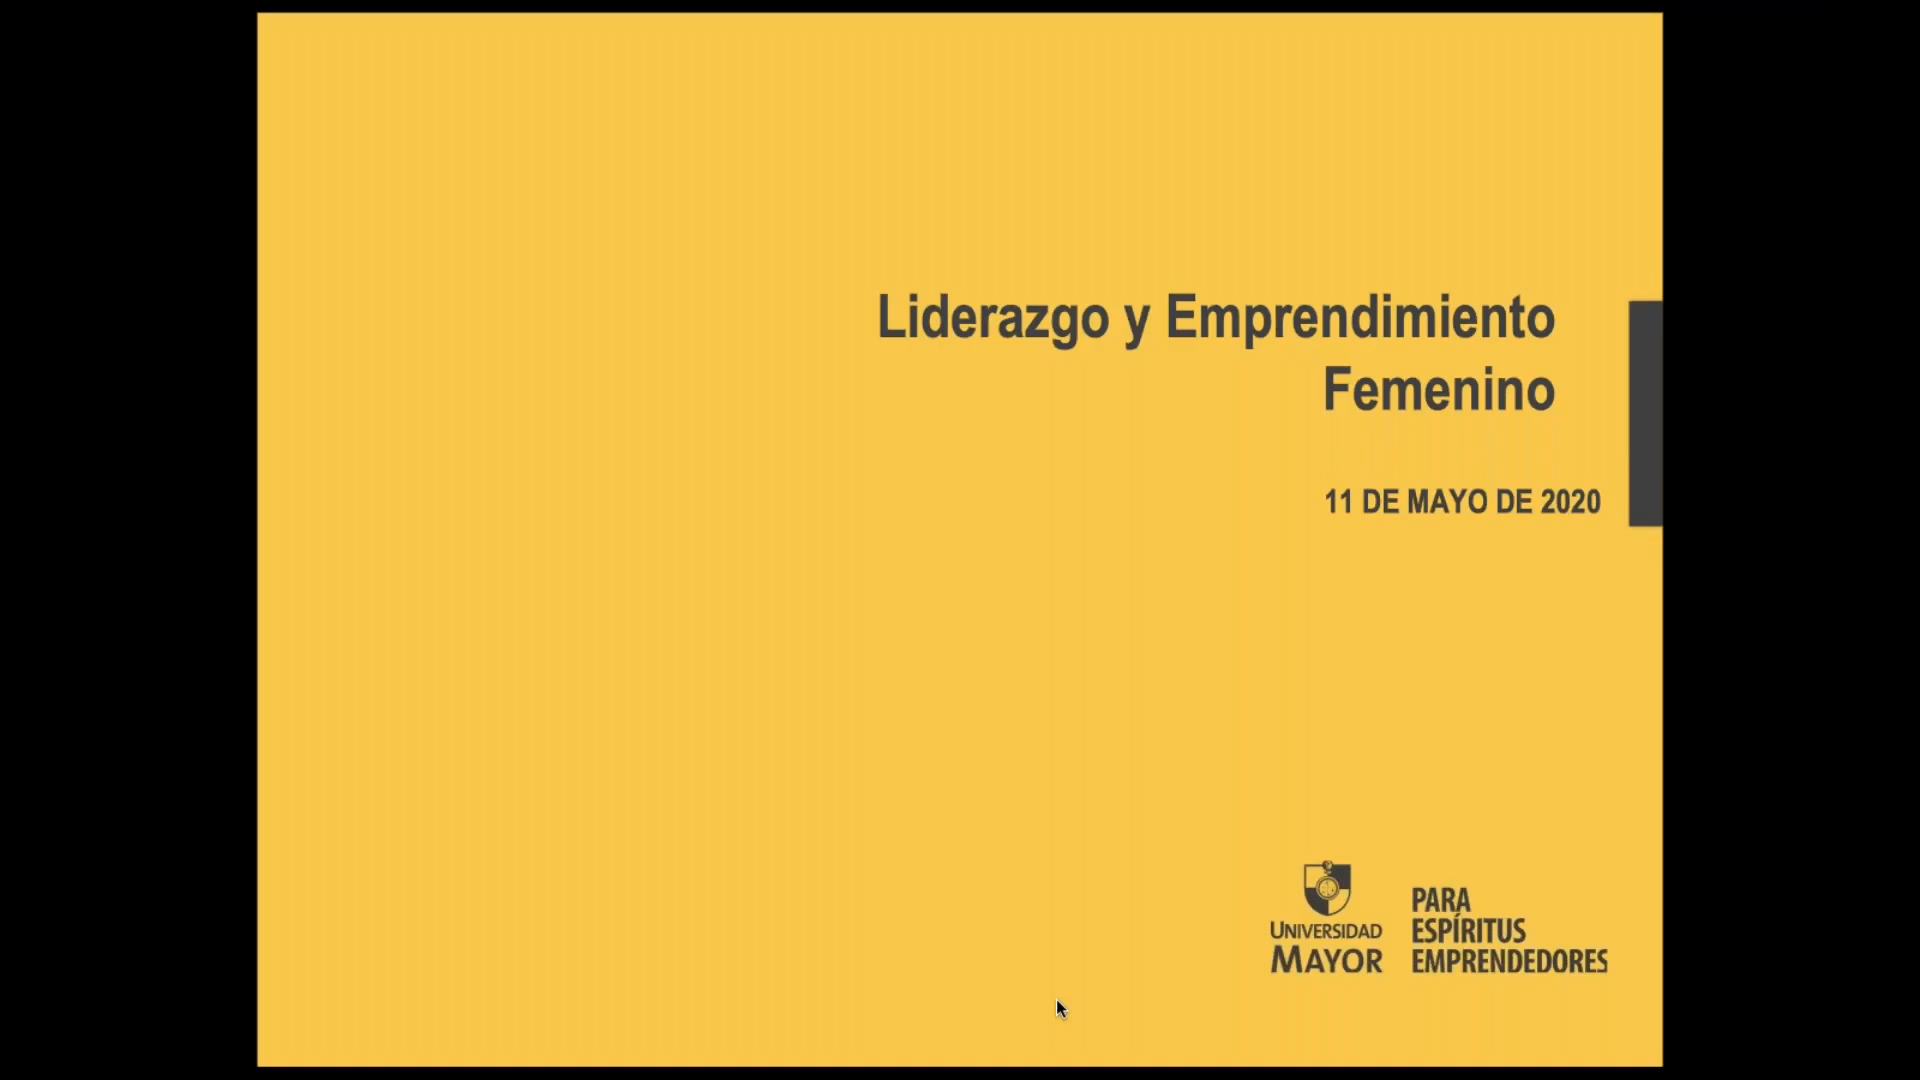 Liderazgo y Emprendimiento
Femenino
11 DE MAYO DE 2020
UNIVERSIDAD
MAYOR
PARA
ESPÍRITUS
EMPRENDEDORES